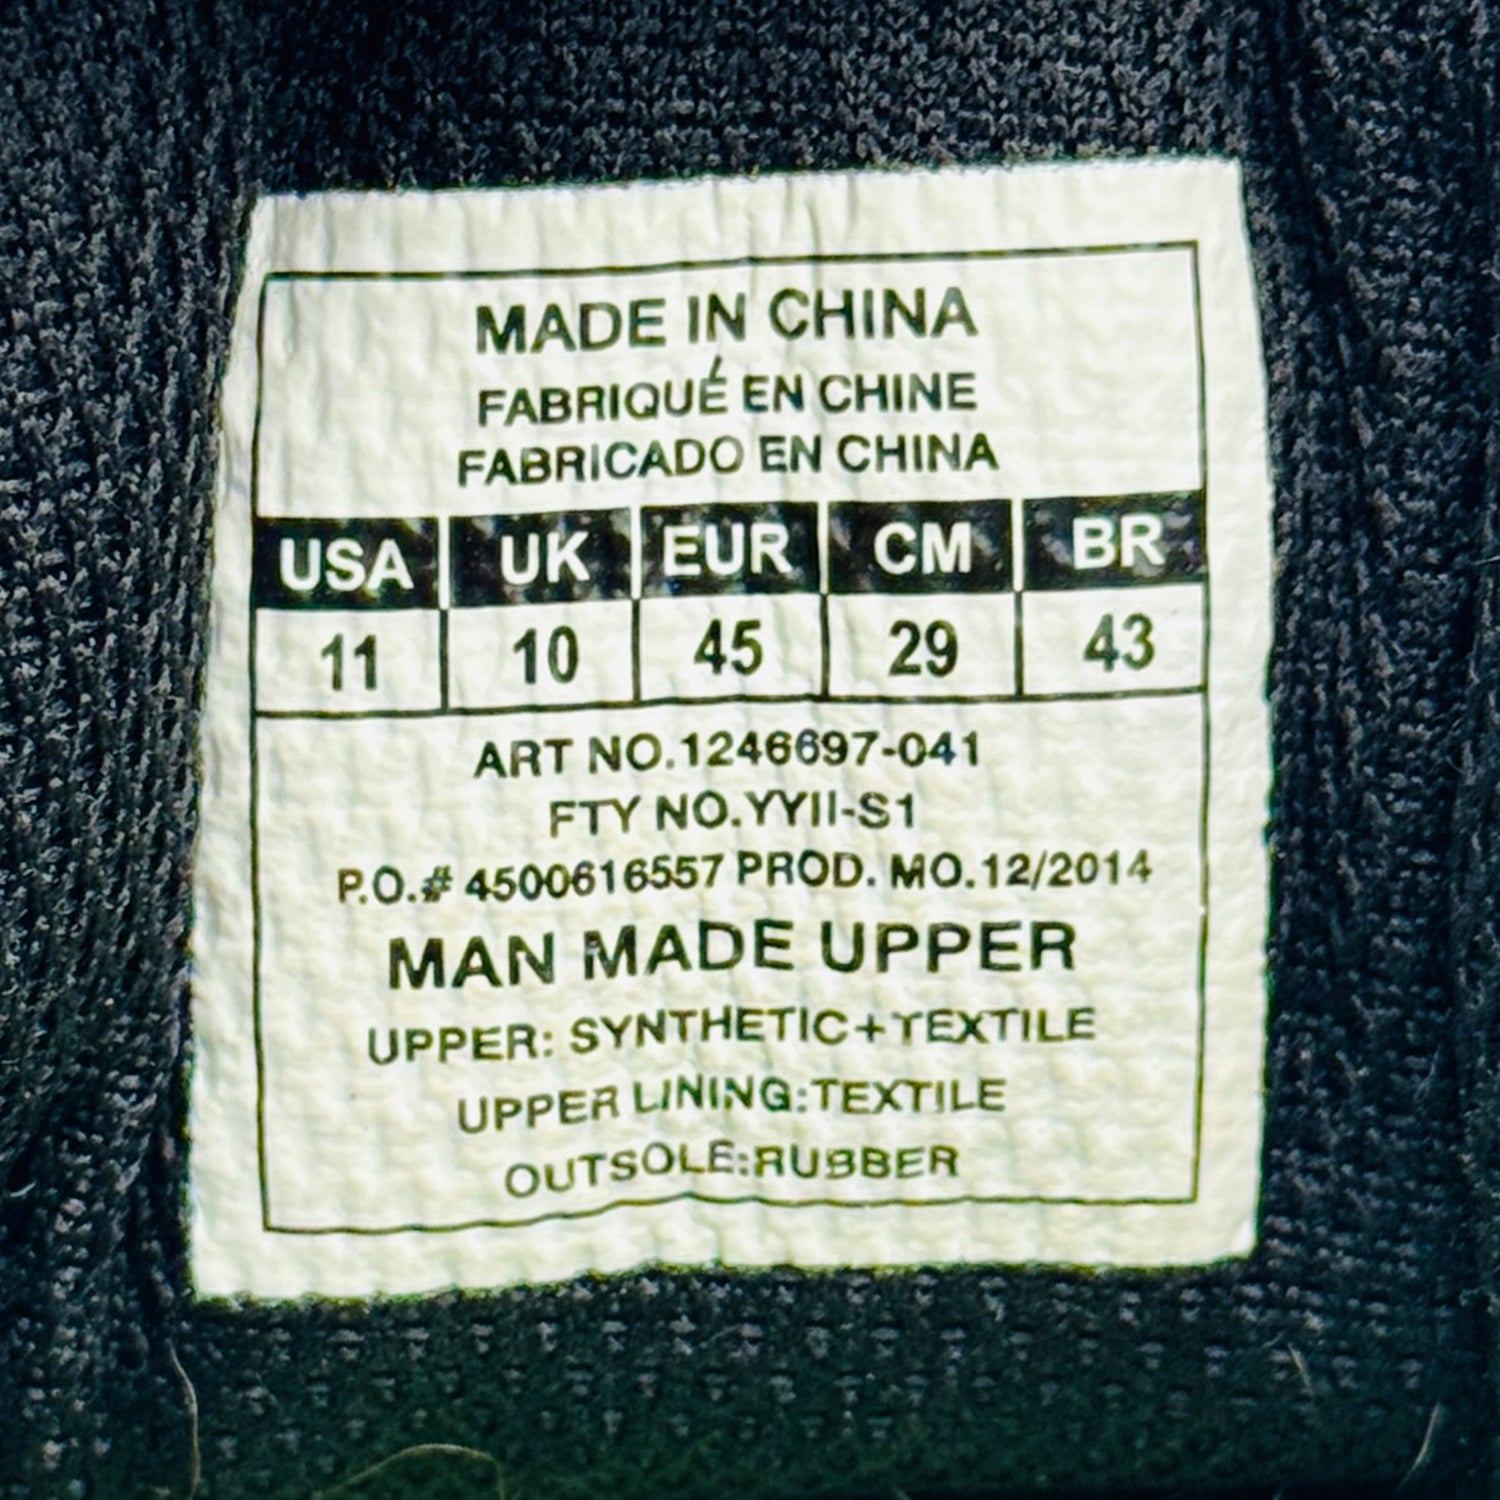 MADE IN CHINA
FABRIQUÉ EN CHINE
FABRICADO EN CHINA
USA UK EUR CM BR
11 10 45 29 43
ART NO.1246697-041
FTY NO.YYII-S1
P.O.# 4500616557 PROD. MO.12/2014
MAN MADE UPPER
UPPER: SYNTHETIC+TEXTILE
UPPER LINING:TEXTILE
OUTSOLE:RUBBER